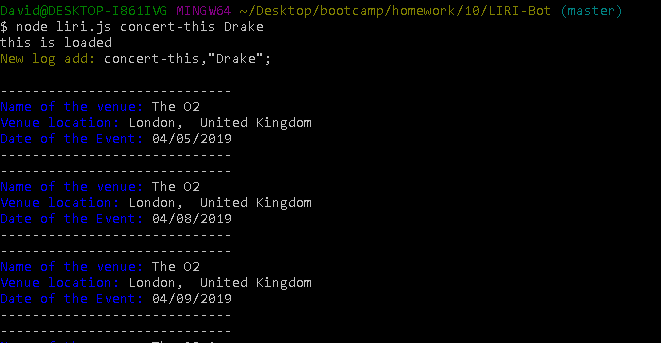 David@DESKTOP-I861IVG MINGW64 ~/Desktop/bootcamp/homework/10/LIRI-Bot (master)
$ node liri.js concert-this Drake
this is loaded
New log add: concert-this,"Drake";
-----------------------------
Name of the venue: The O2
Venue location: London,  United Kingdom
Date of the Event: 04/05/2019
-----------------------------
-----------------------------
Name of the venue: The O2
Venue location: London,  United Kingdom
Date of the Event: 04/08/2019
-----------------------------
-----------------------------
Name of the venue: The O2
Venue location: London,  United Kingdom
Date of the Event: 04/09/2019
-----------------------------
-----------------------------